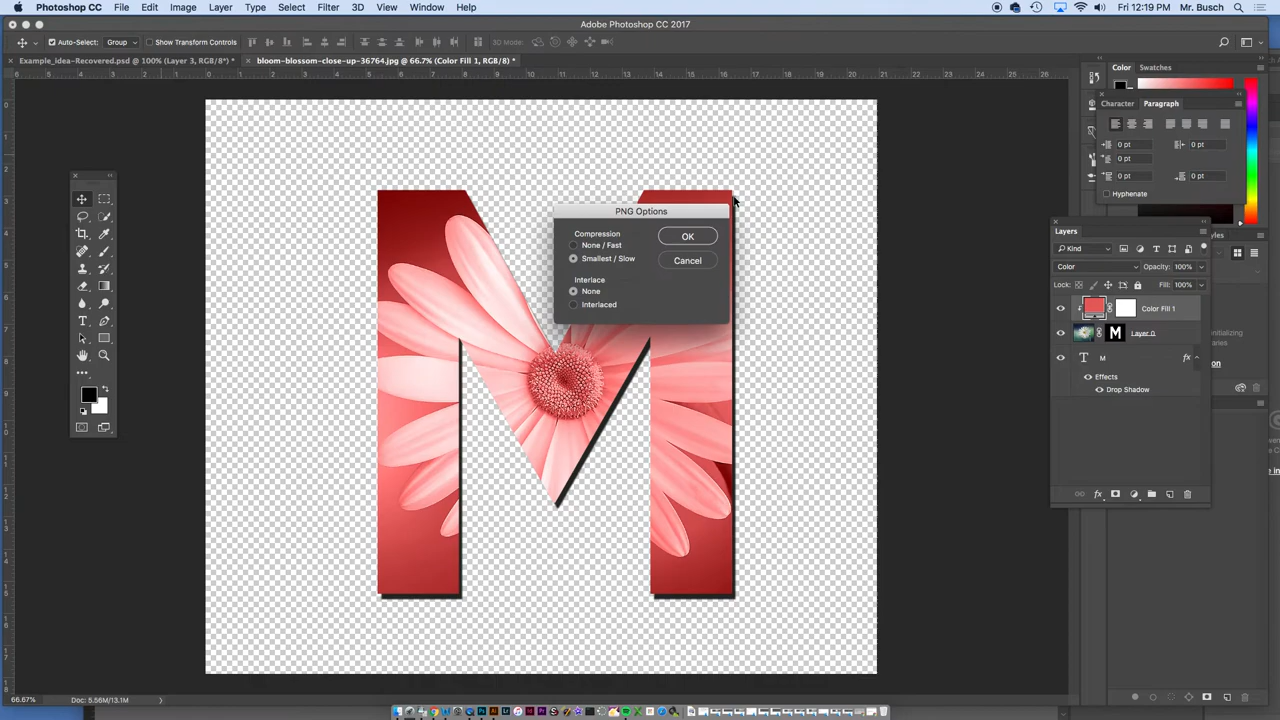 Photoshop CC File Edit Image Layer Type Select Filter 3D View Window Help Fri 12:19 PM Mr. Busch
Adobe Photoshop CC 2017
Auto-Select: Group Show Transform Controls 3D Mode:
Example_idea-Recovered.psd @ 100% (Layer 3, RGB/8*) * bloom-blossom-close-up-36764.jpg @ 66.7% (Color Fill 1, RGB/8) *
Color Swatches
Character Paragraph
0 pt 0 pt
0 pt
0 pt 0 pt
Hyphenate
PNG Options
Compression
None / Fast
Smallest / Slow
Interlace
None
Interlaced
OK
Cancel
M
Layers
Kind
Color Opacity: 100%
Lock: Fill: 100%
Color Fill 1
M Layer 0
T M fx
Effects
Drop Shadow
fx
66.67% Doc: 5.56M/13.1M